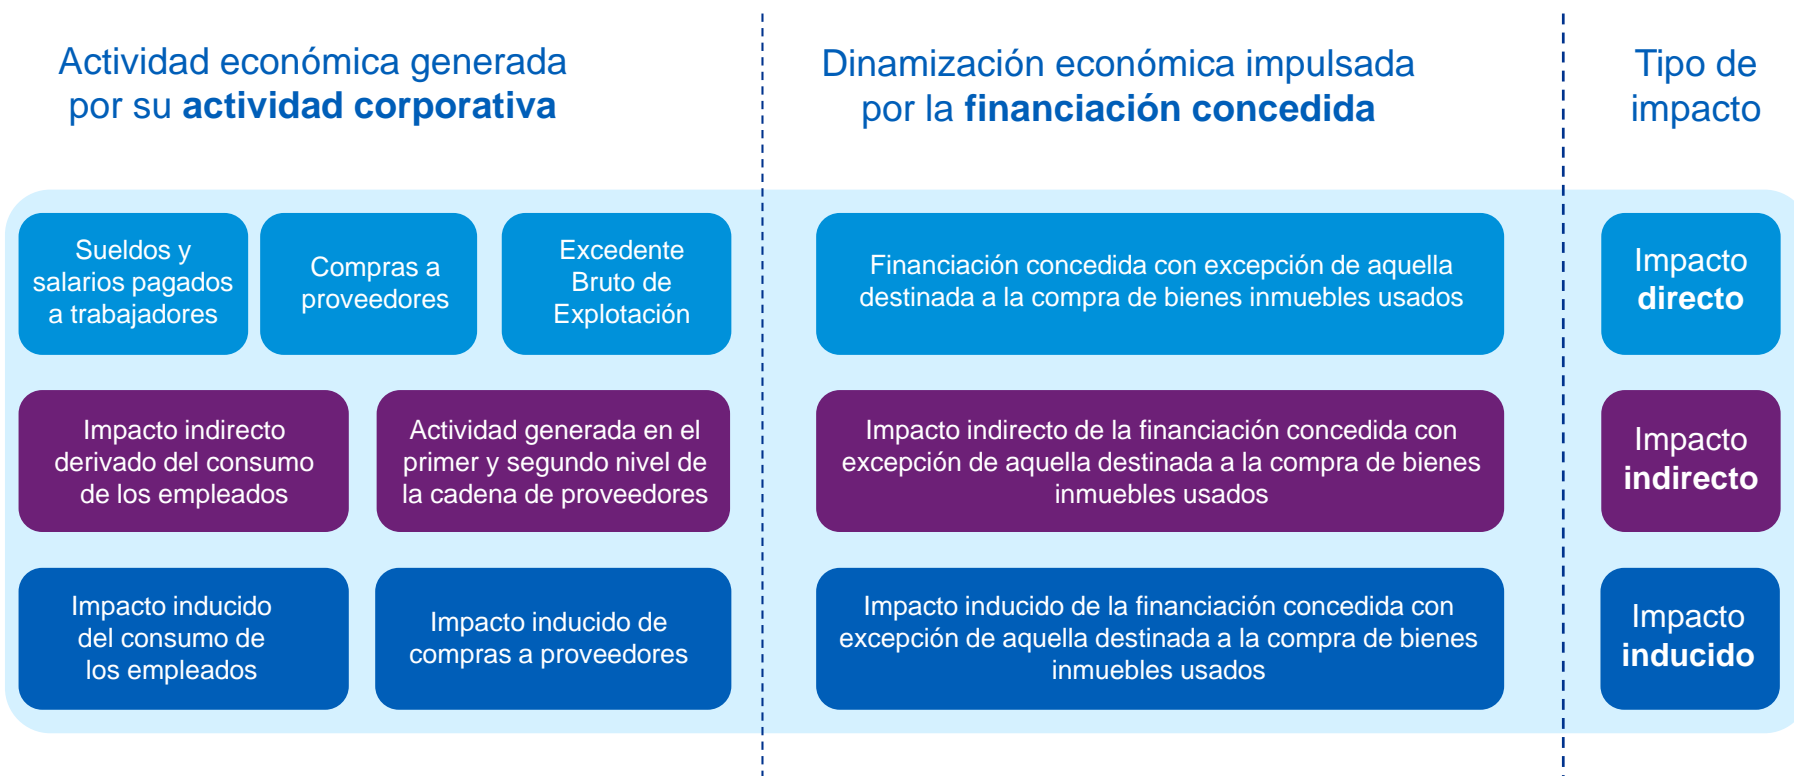 Actividad económica generada
por su actividad corporativa
Dinamización económica impulsada
por la financiación concedida
Tipo de
impacto
Sueldos y
salarios pagados
a trabajadores
Compras a
proveedores
Excedente
Bruto de
Explotación
Financiación concedida con excepción de aquella
destinada a la compra de bienes inmuebles usados
Impacto
directo
Impacto indirecto
derivado del consumo
de los empleados
Actividad generada en el
primer y segundo nivel de
la cadena de proveedores
Impacto indirecto de la financiación concedida con
excepción de aquella destinada a la compra de bienes
inmuebles usados
Impacto
indirecto
Impacto inducido
del consumo de
los empleados
Impacto inducido de
compras a proveedores
Impacto inducido de la financiación concedida con
excepción de aquella destinada a la compra de bienes
inmuebles usados
Impacto
inducido